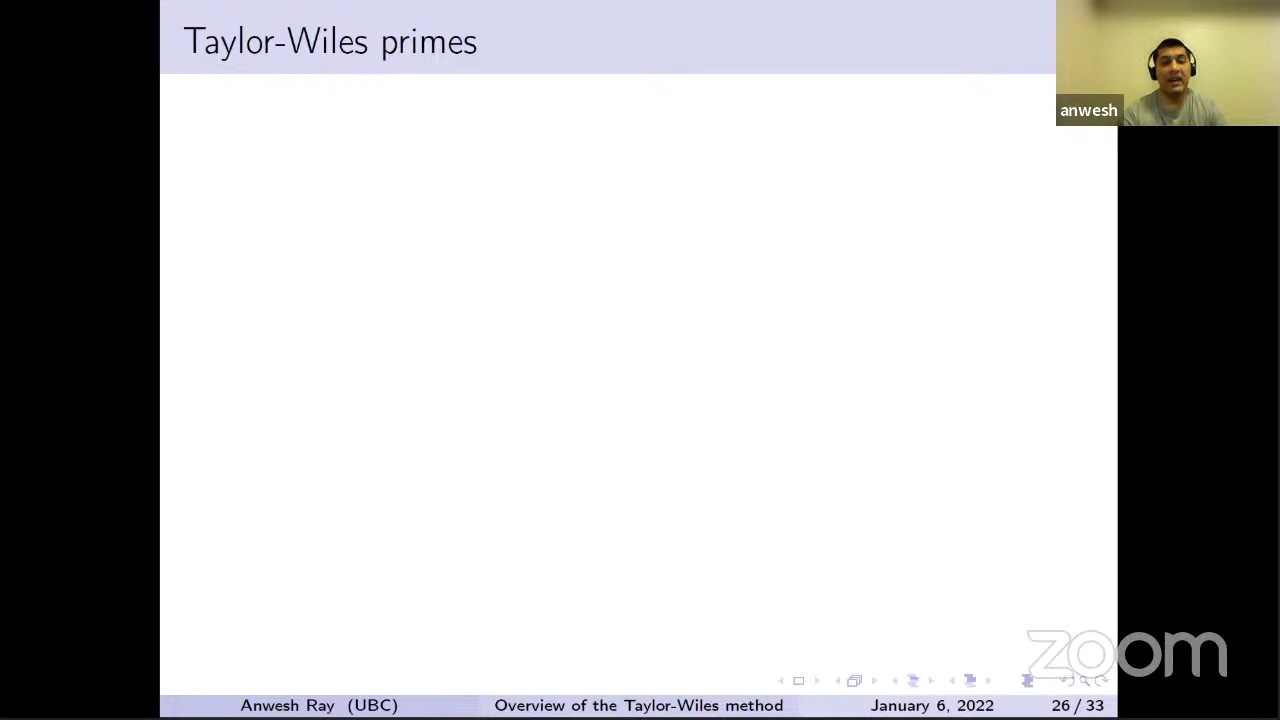 Taylor-Wiles primes
anwesh
zoom
Anwesh Ray (UBC) Overview of the Taylor-Wiles method January 6, 2022 26 / 33